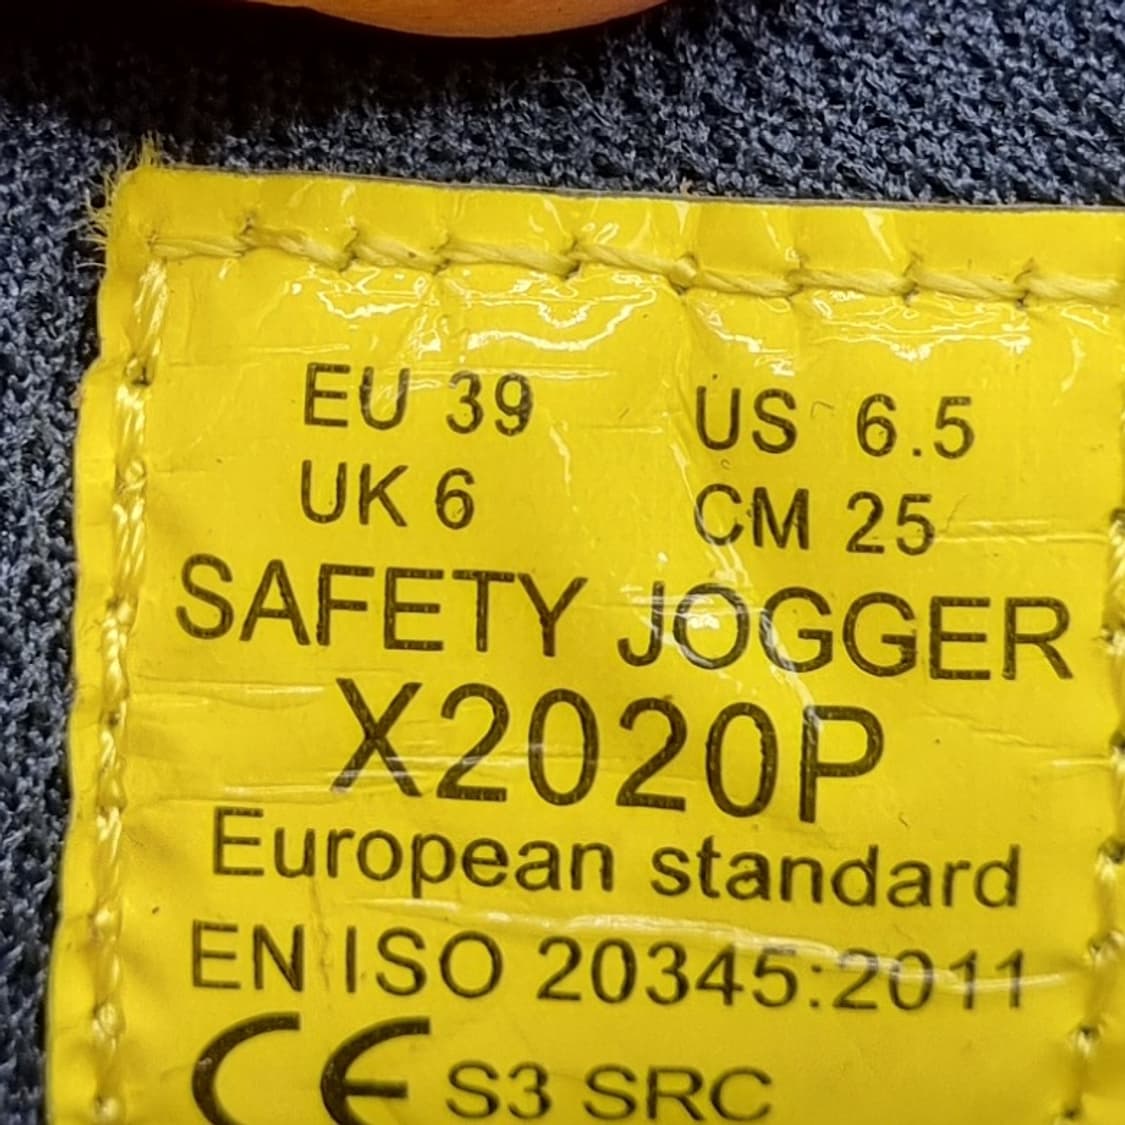 EU 39 US 6.5
UK 6 CM 25
SAFETY JOGGER
X2020P
European standard
EN ISO 20345:2011
CE S3 SRC